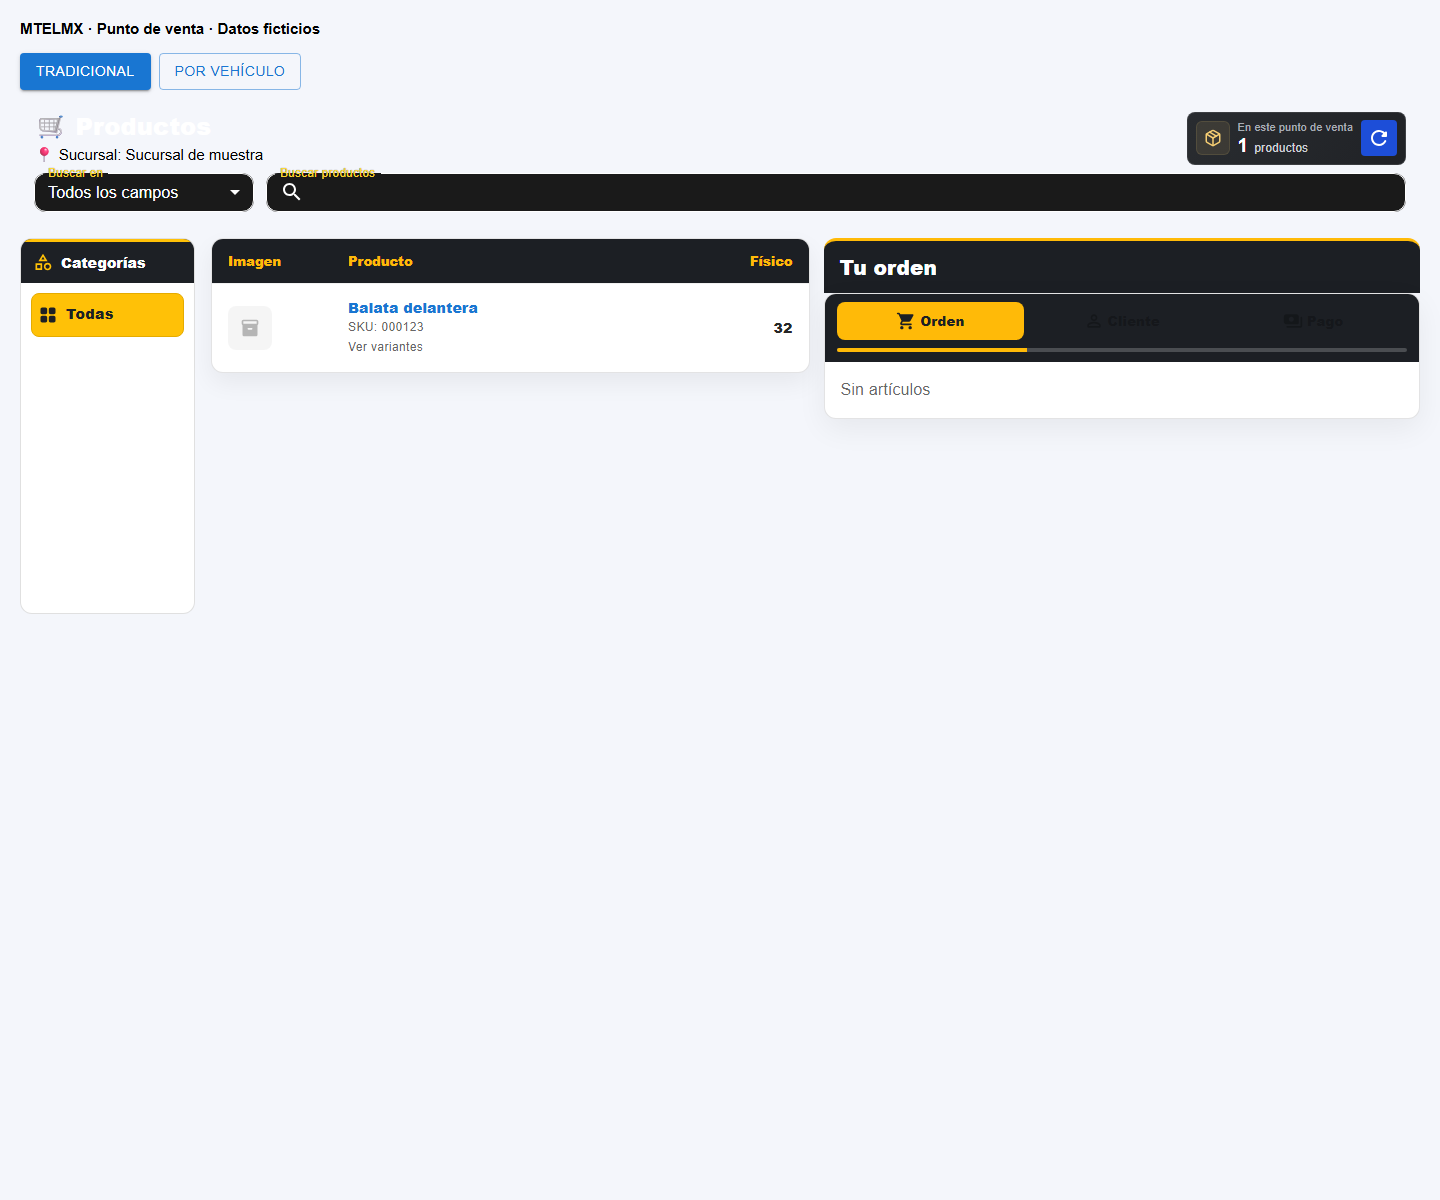 MTELMX · Punto de venta · Datos ficticios
TRADICIONAL
POR VEHÍCULO
Productos
Sucursal: Sucursal de muestra
En este punto de venta
1 productos
Buscar en
Todos los campos
Buscar productos
Categorías
Todas
Imagen Producto Físico
Balata delantera
SKU: 000123
Ver variantes
32
Tu orden
Orden Cliente Pago
Sin artículos